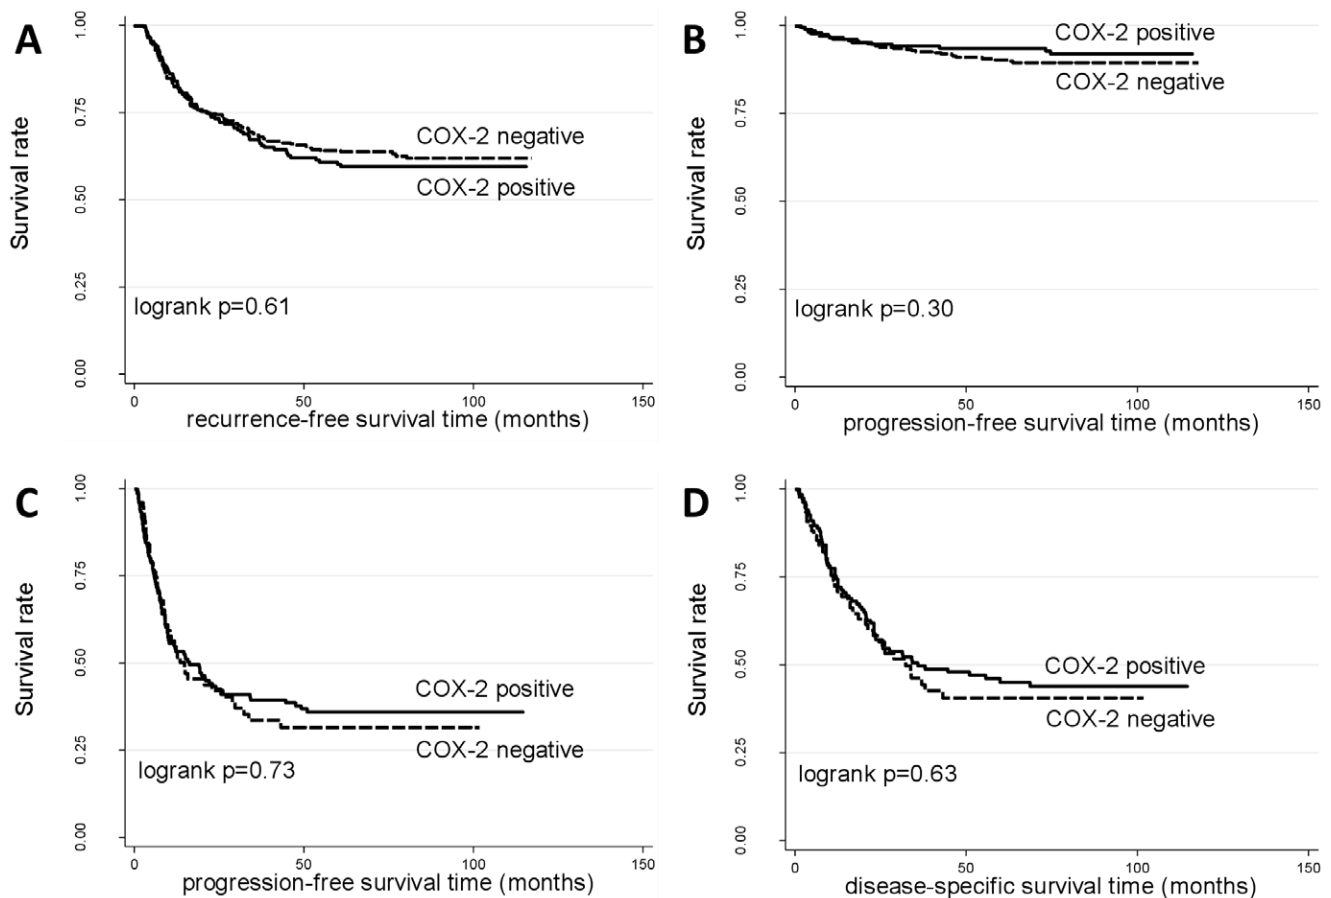 A
Survival rate
1.00
0.75
0.50
0.25
0.00
COX-2 negative
COX-2 positive
logrank p=0.61
0 50 100 150
recurrence-free survival time (months)
B
Survival rate
1.00
0.75
0.50
0.25
0.00
COX-2 positive
COX-2 negative
logrank p=0.30
0 50 100 150
progression-free survival time (months)
C
Survival rate
1.00
0.75
0.50
0.25
0.00
COX-2 positive
COX-2 negative
logrank p=0.73
0 50 100 150
progression-free survival time (months)
D
Survival rate
1.00
0.75
0.50
0.25
0.00
COX-2 positive
COX-2 negative
logrank p=0.63
0 50 100 150
disease-specific survival time (months)